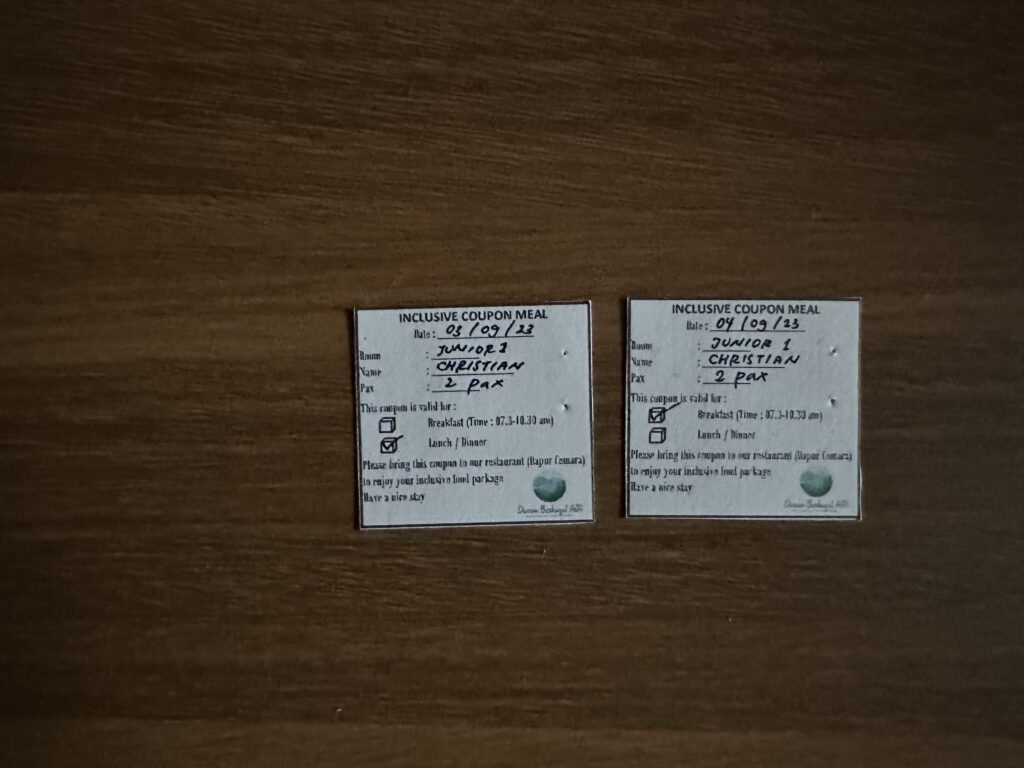 INCLUSIVE COUPON MEAL
Date : 03/09/23
Room : JUNIOR 1
Name : CHRISTIAN
Pax : 2 pax
This coupon is valid for :
Breakfast (Time : 07.3-10.30 am)
Lunch / Dinner
Please bring this coupon to our restaurant (Dapur Cemara)
to enjoy your inclusive food package
Have a nice stay
INCLUSIVE COUPON MEAL
Date : 04/09/23
Room : JUNIOR 1
Name : CHRISTIAN
Pax : 2 pax
This coupon is valid for :
Breakfast (Time : 07.3-10.30 am)
Lunch / Dinner
Please bring this coupon to our restaurant (Dapur Cemara)
to enjoy your inclusive food package
Have a nice stay